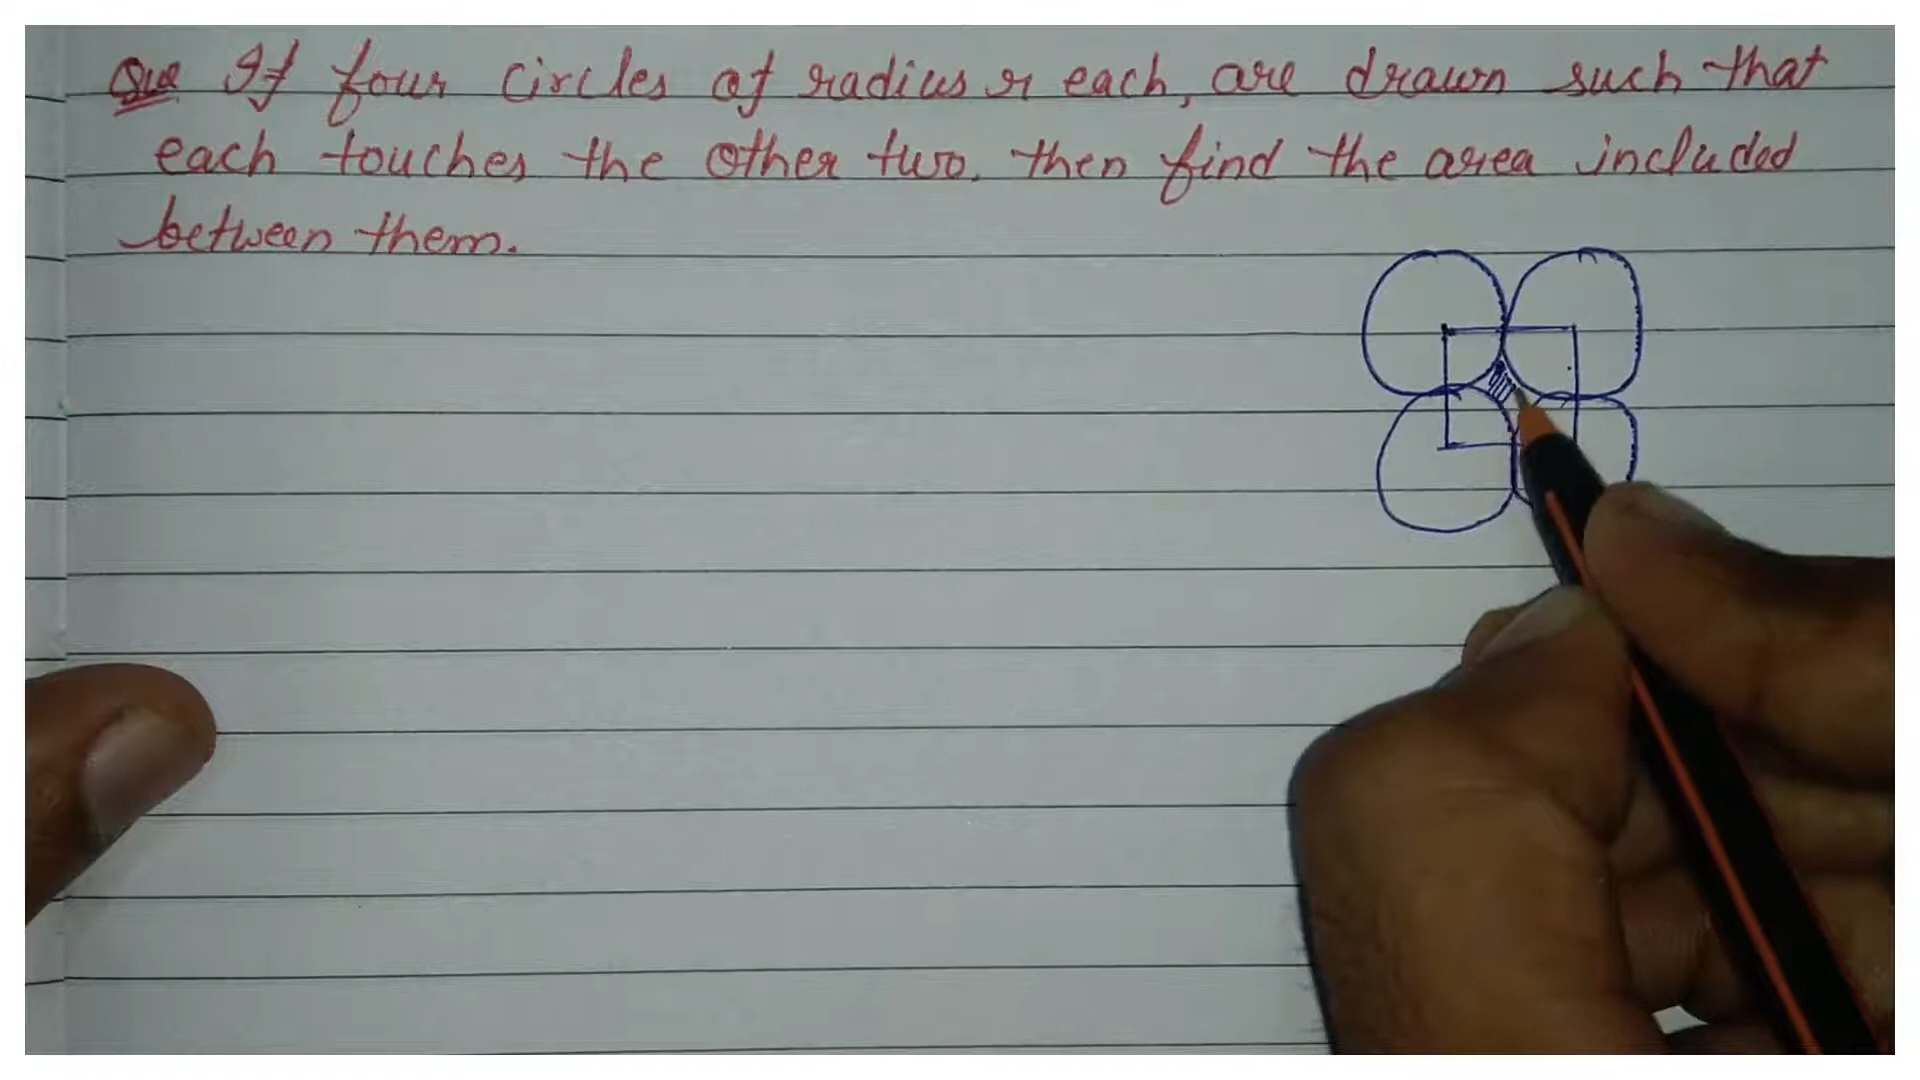 Que If four circles of radius r each, are drawn such that
each touches the other two. then find the area included
between them.